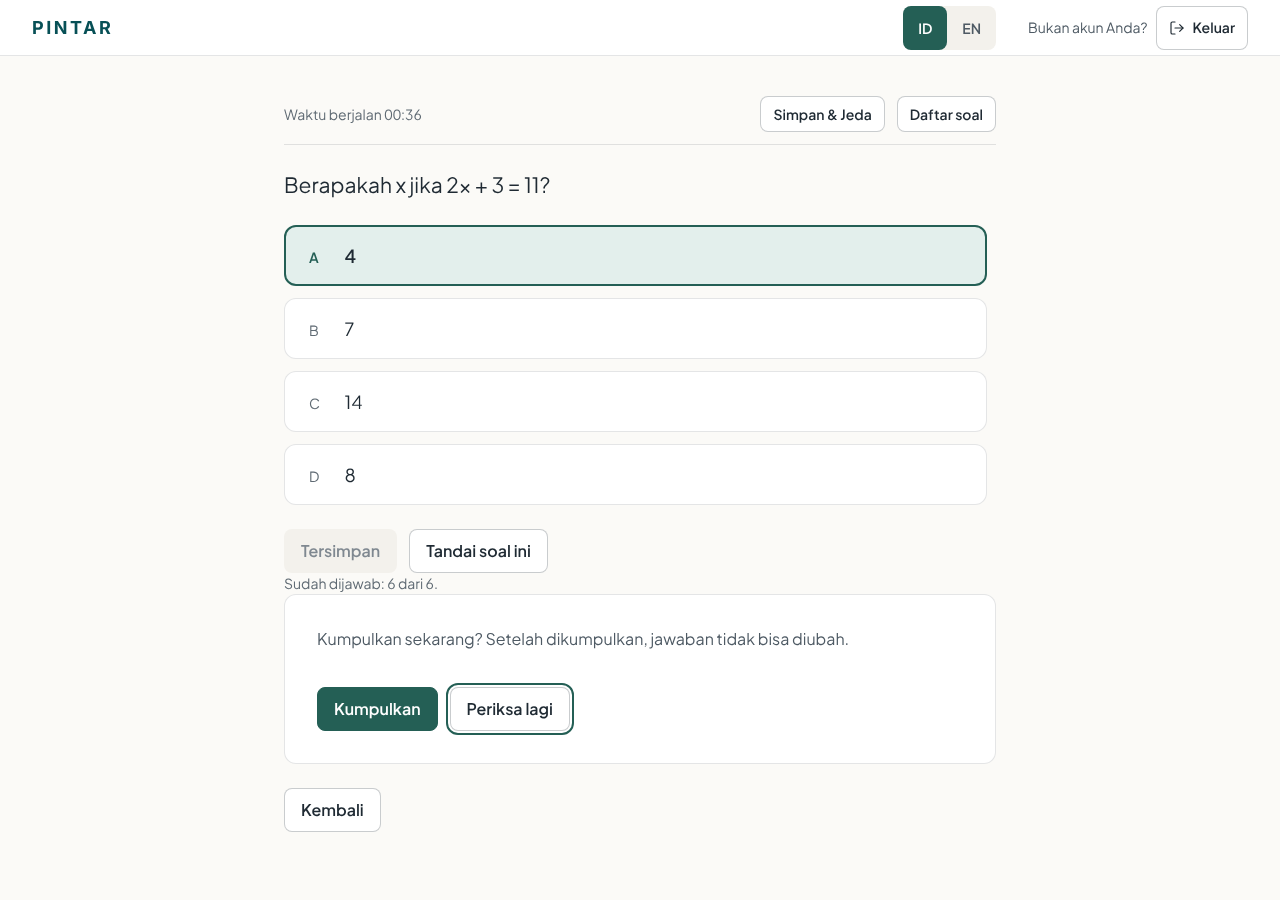 PINTAR
ID EN Bukan akun Anda? Keluar
Waktu berjalan 00:36 Simpan & Jeda Daftar soal
Berapakah x jika 2x + 3 = 11?
A 4
B 7
C 14
D 8
Tersimpan Tandai soal ini
Sudah dijawab: 6 dari 6.
Kumpulkan sekarang? Setelah dikumpulkan, jawaban tidak bisa diubah.
Kumpulkan Periksa lagi
Kembali